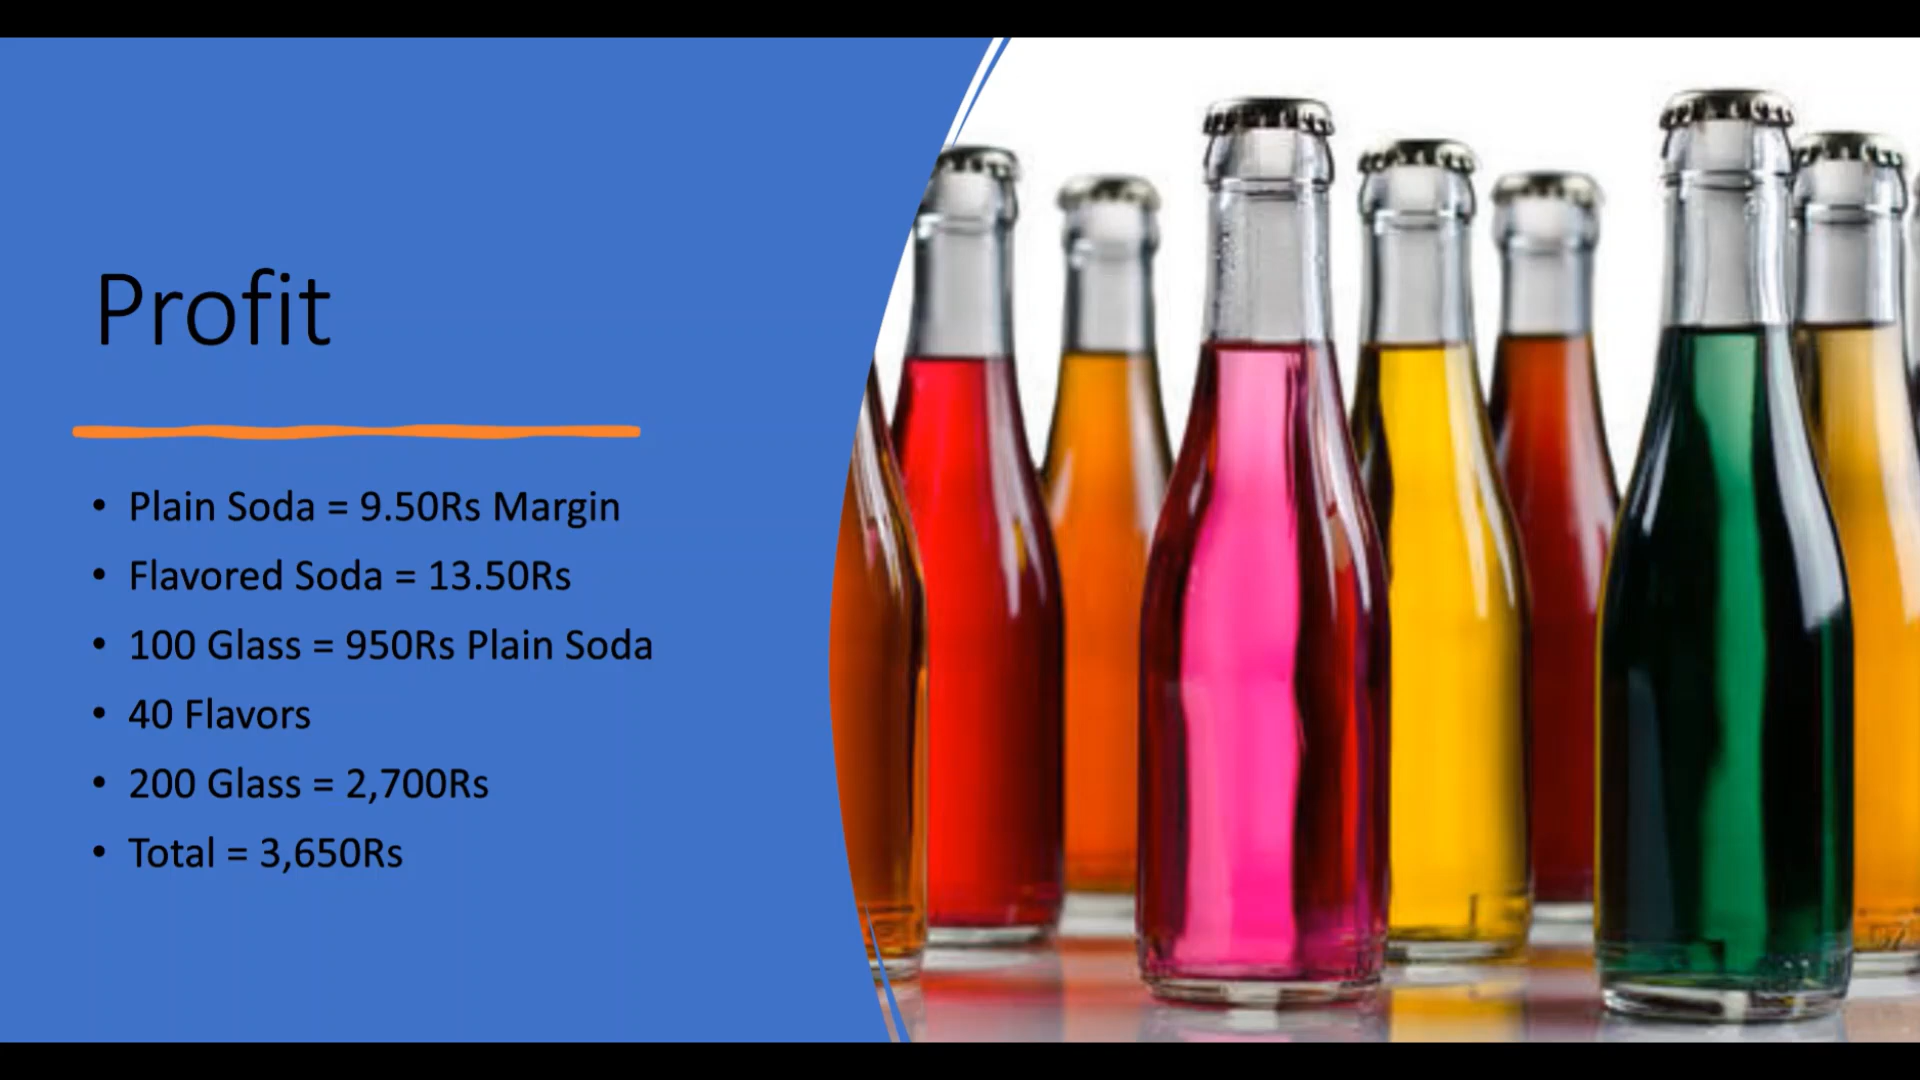 Profit
• Plain Soda = 9.50Rs Margin
• Flavored Soda = 13.50Rs
• 100 Glass = 950Rs Plain Soda
• 40 Flavors
• 200 Glass = 2,700Rs
• Total = 3,650Rs